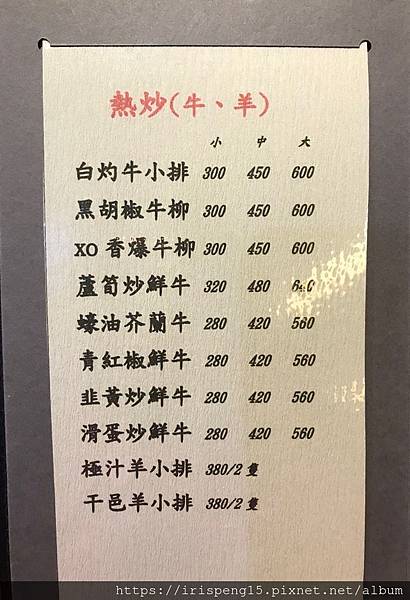 熱炒(牛、羊)
小 中 大
白灼牛小排 300 450 600
黑胡椒牛柳 300 450 600
XO 香爆牛柳 300 450 600
蘆筍炒鮮牛 320 480 640
蠔油芥蘭牛 280 420 560
青紅椒鮮牛 280 420 560
韭黃炒鮮牛 280 420 560
滑蛋炒鮮牛 280 420 560
極汁羊小排 380/2 隻
干邑羊小排 380/2 隻
https://irispeng15.pixnet.net/album